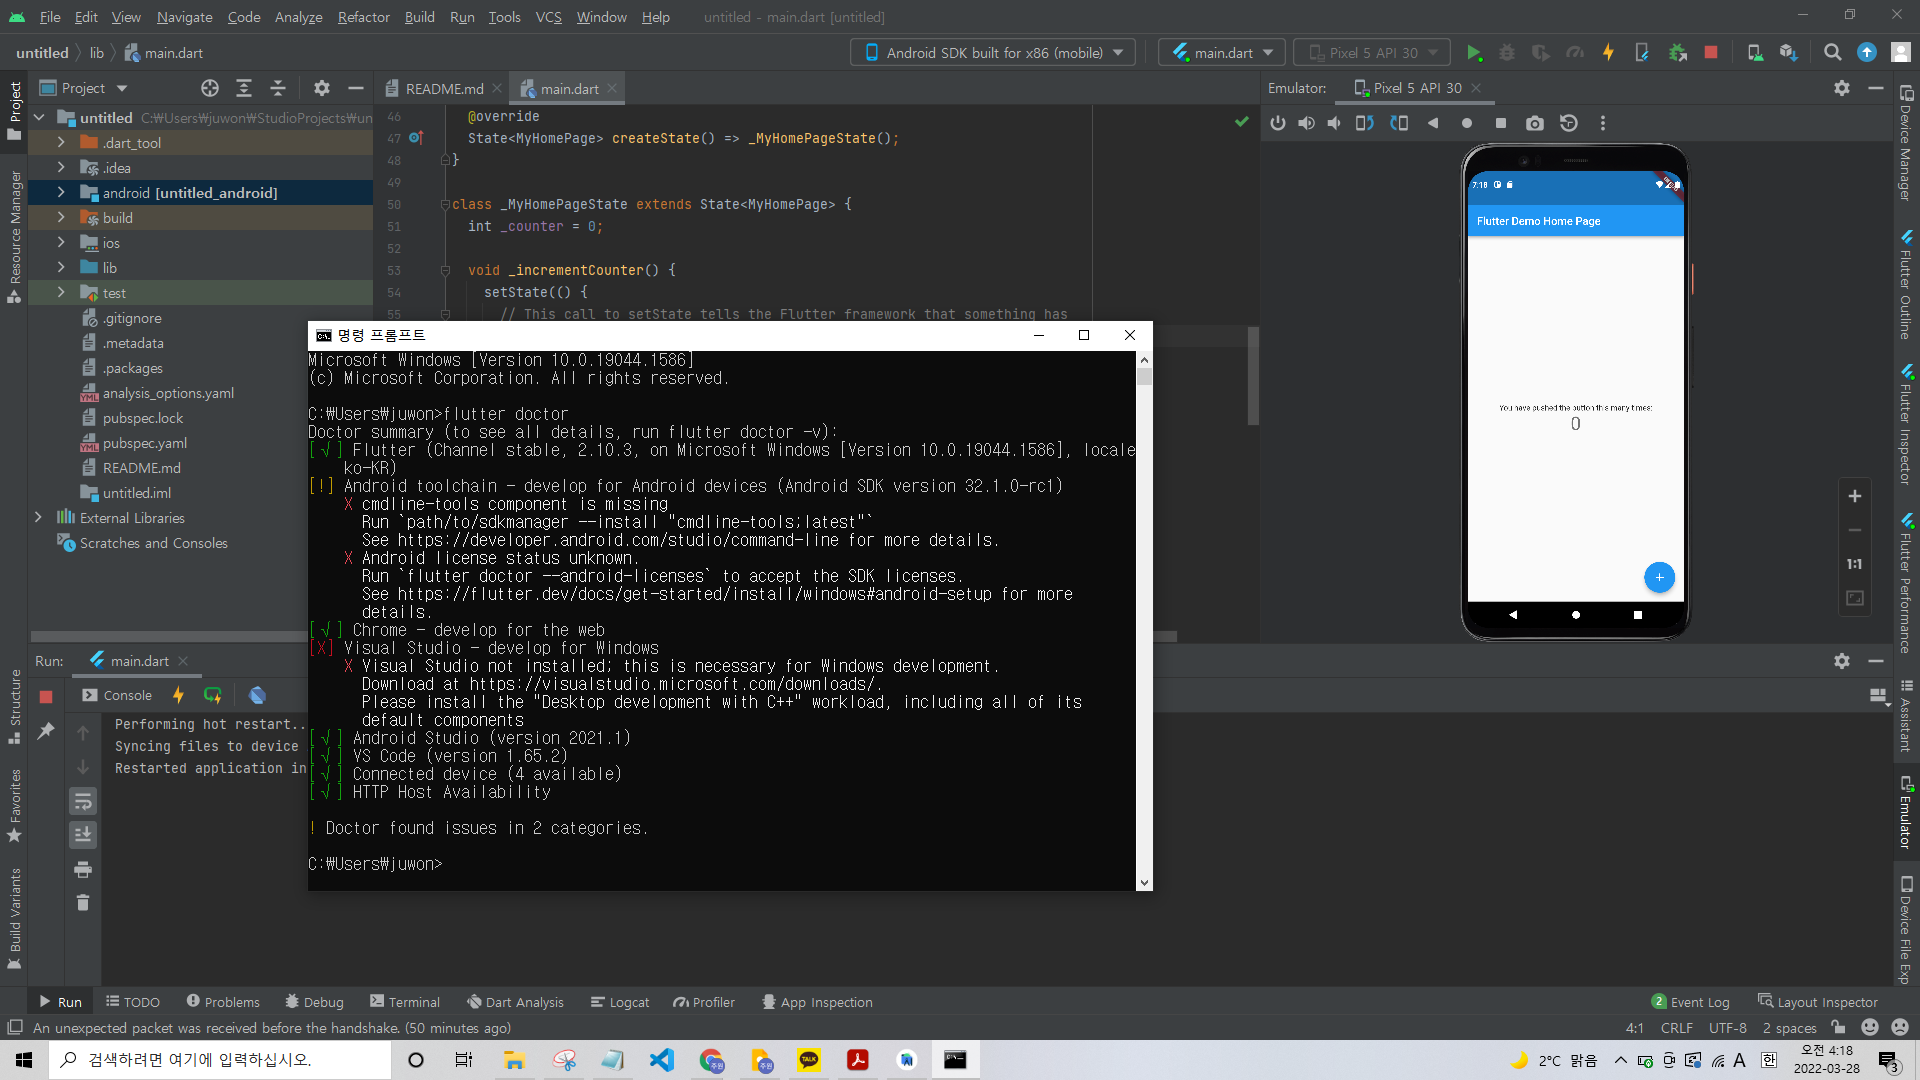 File Edit View Navigate Code Analyze Refactor Build Run Tools VCS Window Help untitled - main.dart [untitled]
untitled lib main.dart
Android SDK built for x86 (mobile) main.dart Pixel 5 API 30
Project
README.md main.dart
Emulator: Pixel 5 API 30
untitled C:₩Users₩juwon₩StudioProjects₩un
.dart_tool
.idea
android [untitled_android]
build
ios
lib
test
.gitignore
.metadata
.packages
analysis_options.yaml
pubspec.lock
pubspec.yaml
README.md
untitled.iml
External Libraries
Scratches and Consoles
46 @override
47 State<MyHomePage> createState() => _MyHomePageState();
48 }
49
50 class _MyHomePageState extends State<MyHomePage> {
51 int _counter = 0;
52
53 void _incrementCounter() {
54 setState(() {
55 // This call to setState tells the Flutter framework that something has
명령 프롬프트
Microsoft Windows [Version 10.0.19044.1586]
(c) Microsoft Corporation. All rights reserved.
C:₩Users₩juwon>flutter doctor
Doctor summary (to see all details, run flutter doctor -v):
[√] Flutter (Channel stable, 2.10.3, on Microsoft Windows [Version 10.0.19044.1586], locale
ko-KR)
[!] Android toolchain - develop for Android devices (Android SDK version 32.1.0-rc1)
X cmdline-tools component is missing
Run `path/to/sdkmanager --install "cmdline-tools;latest"`
See https://developer.android.com/studio/command-line for more details.
X Android license status unknown.
Run `flutter doctor --android-licenses` to accept the SDK licenses.
See https://flutter.dev/docs/get-started/install/windows#android-setup for more
details.
[√] Chrome - develop for the web
[X] Visual Studio - develop for Windows
X Visual Studio not installed; this is necessary for Windows development.
Download at https://visualstudio.microsoft.com/downloads/.
Please install the "Desktop development with C++" workload, including all of its
default components
[√] Android Studio (version 2021.1)
[√] VS Code (version 1.65.2)
[√] Connected device (4 available)
[√] HTTP Host Availability
! Doctor found issues in 2 categories.
C:₩Users₩juwon>
7:18
Flutter Demo Home Page
You have pushed the button this many times:
0
+
1:1
Run: main.dart
Console
Performing hot restart..
Syncing files to device
Restarted application in
Project
Resource Manager
Structure
Favorites
Build Variants
Device Manager
Flutter Outline
Flutter Inspector
Flutter Performance
Assistant
Emulator
Device File Exp
Run TODO Problems Debug Terminal Dart Analysis Logcat Profiler App Inspection 2 Event Log Layout Inspector
An unexpected packet was received before the handshake. (50 minutes ago) 4:1 CRLF UTF-8 2 spaces
검색하려면 여기에 입력하십시오.
주원
주원
TALK
2°C 맑음
A
한
오전 4:18
2022-03-28
3